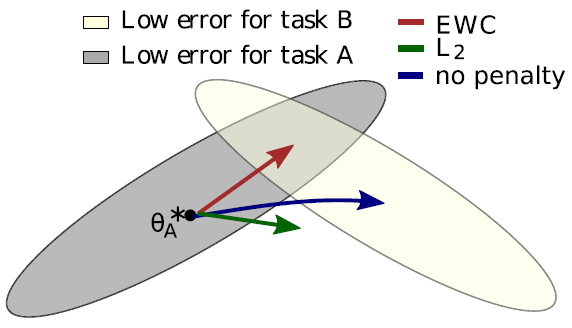 Low error for task B
Low error for task A
EWC
L₂
no penalty
θA*